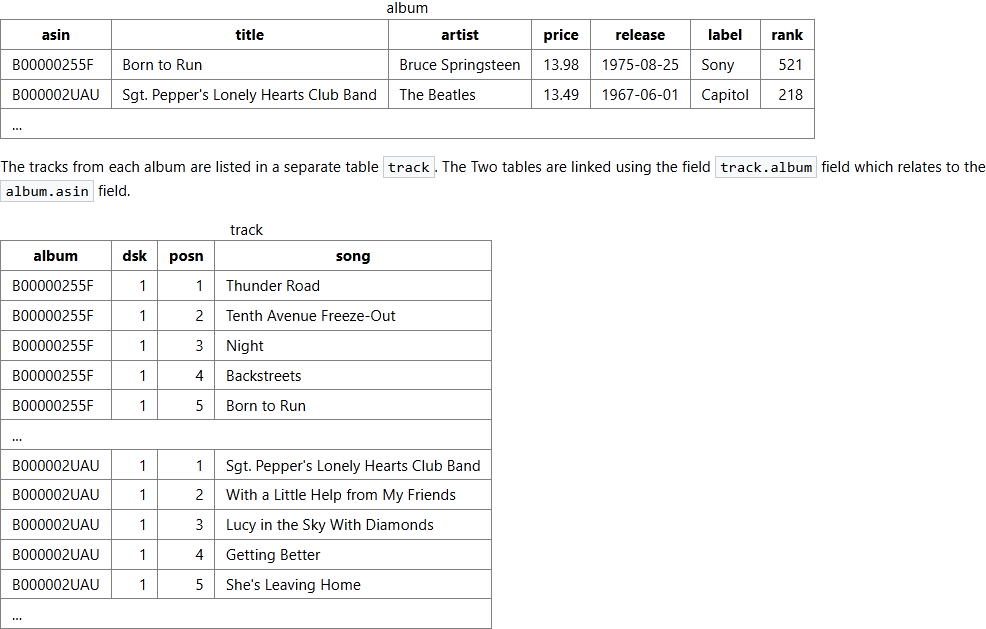 album
asin title artist price release label rank
B00000255F Born to Run Bruce Springsteen 13.98 1975-08-25 Sony 521
B000002UAU Sgt. Pepper's Lonely Hearts Club Band The Beatles 13.49 1967-06-01 Capitol 218
...
The tracks from each album are listed in a separate table track. The Two tables are linked using the field track.album field which relates to the
album.asin field.
track
album dsk posn song
B00000255F 1 1 Thunder Road
B00000255F 1 2 Tenth Avenue Freeze-Out
B00000255F 1 3 Night
B00000255F 1 4 Backstreets
B00000255F 1 5 Born to Run
...
B000002UAU 1 1 Sgt. Pepper's Lonely Hearts Club Band
B000002UAU 1 2 With a Little Help from My Friends
B000002UAU 1 3 Lucy in the Sky With Diamonds
B000002UAU 1 4 Getting Better
B000002UAU 1 5 She's Leaving Home
...